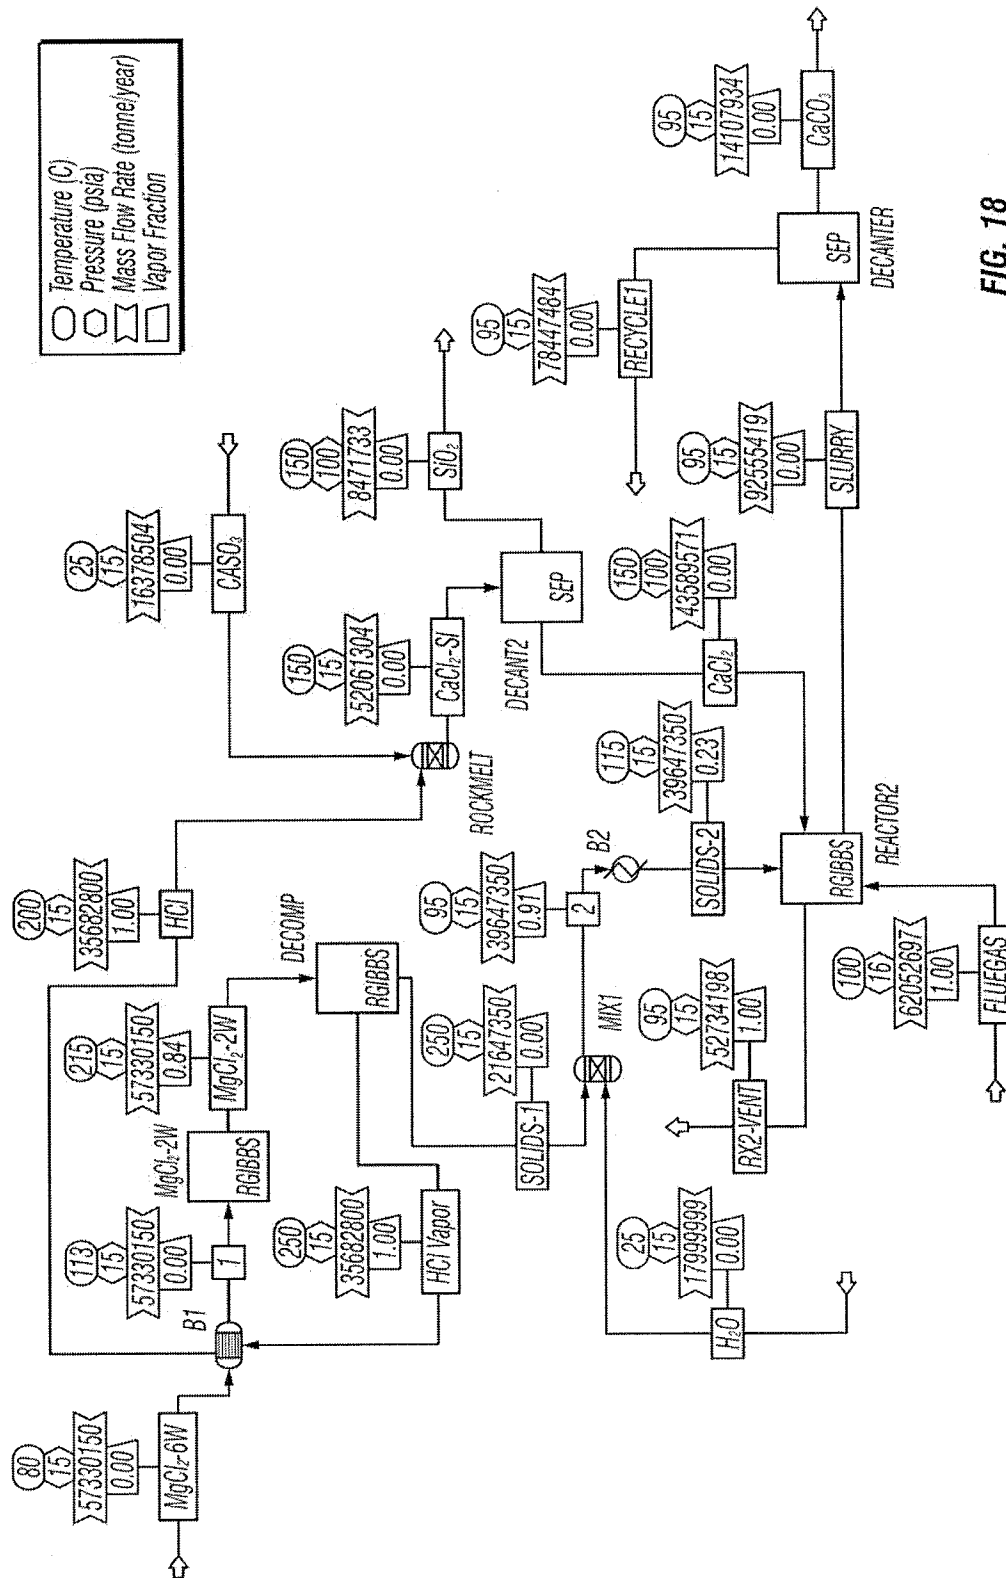 Temperature (C)
Pressure (psia)
Mass Flow Rate (tonne/year)
Vapor Fraction
80
15
57330150
0.00
MgCl₂-6W
B1
113
15
57330150
0.00
1
MgCl₂-2W
RGIBBS
215
15
57330150
0.84
MgCl₂-2W
200
15
35682800
1.00
HCl
DECOMP
RGIBBS
250
15
35682800
1.00
HCl Vapor
25
15
16378504
0.00
CASO₃
ROCKMELT
150
15
52061304
0.00
CaCl₂-SI
SEP
DECANT2
150
100
8471733
0.00
SiO₂
150
100
43589571
0.00
CaCl₂
250
15
21647350
0.00
SOLIDS-1
25
15
17999999
0.00
H₂O
MIX1
95
15
39647350
0.91
2
B2
115
15
39647350
0.23
SOLIDS-2
RGIBBS
REACTOR2
95
15
52734198
1.00
RX2-VENT
100
16
62052697
1.00
FLUEGAS
95
15
92555419
0.00
SLURRY
SEP
DECANTER
95
15
78447484
0.00
RECYCLE1
95
15
14107934
0.00
CaCO₃
FIG. 18